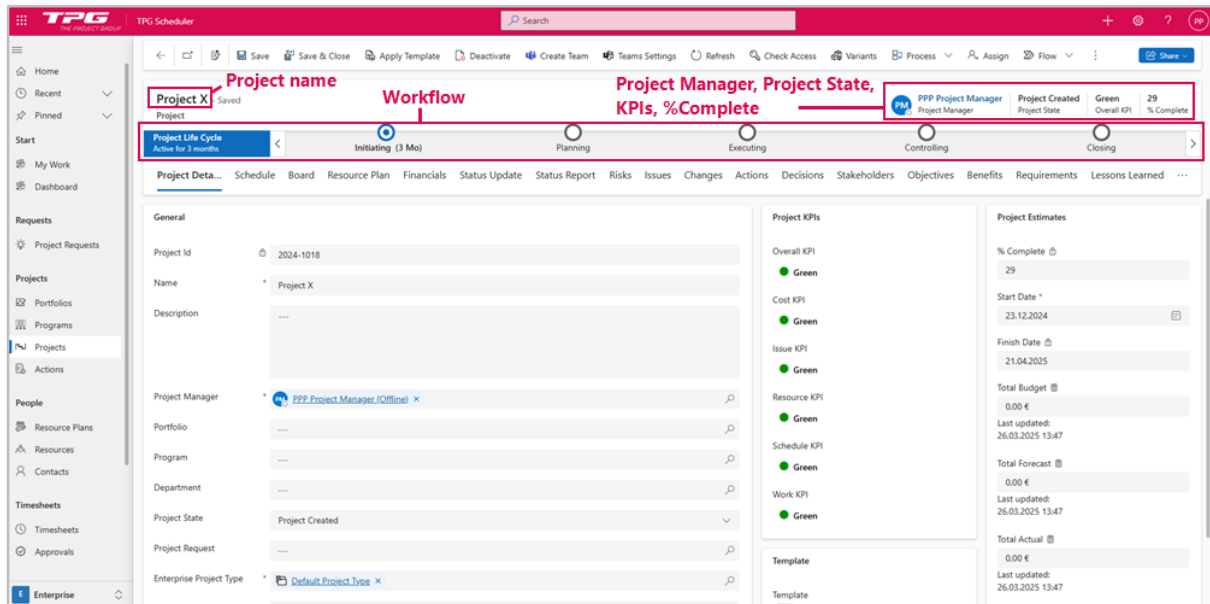 TPG
THE PROJECT GROUP
TPG Scheduler
Search
pp
Save
Save & Close
Apply Template
Deactivate
Create Team
Teams Settings
Refresh
Check Access
Variants
Process
Assign
Flow
Share
Project name
Workflow
Project Manager, Project State,
KPIs, %Complete
Project X - Saved
Project
PM
PPP Project Manager
Project Manager
Project Created
Project State
Green
Overall KPI
29
% Complete
Project Life Cycle
Active for 3 months
Initiating (3 Mo)
Planning
Executing
Controlling
Closing
Project Deta...
Schedule
Board
Resource Plan
Financials
Status Update
Status Report
Risks
Issues
Changes
Actions
Decisions
Stakeholders
Objectives
Benefits
Requirements
Lessons Learned
...
Home
Recent
Pinned
Start
My Work
Dashboard
Requests
Project Requests
Projects
Portfolios
Programs
Projects
Actions
People
Resource Plans
Resources
Contacts
Timesheets
Timesheets
Approvals
E Enterprise
General
Project Id
2024-1018
Name *
Project X
Description
---
Project Manager *
PPP Project Manager (Offline) ×
Portfolio
---
Program
---
Department
---
Project State
Project Created
Project Request
---
Enterprise Project Type *
Default Project Type ×
Project KPIs
Overall KPI
Green
Cost KPI
Green
Issue KPI
Green
Resource KPI
Green
Schedule KPI
Green
Work KPI
Green
Template
Template
Project Estimates
% Complete
29
Start Date *
23.12.2024
Finish Date
21.04.2025
Total Budget
0,00 €
Last updated:
26.03.2025 13:47
Total Forecast
0,00 €
Last updated:
26.03.2025 13:47
Total Actual
0,00 €
Last updated:
26.03.2025 13:47